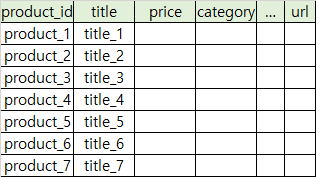 product_id title price category ... url
product_1 title_1
product_2 title_2
product_3 title_3
product_4 title_4
product_5 title_5
product_6 title_6
product_7 title_7